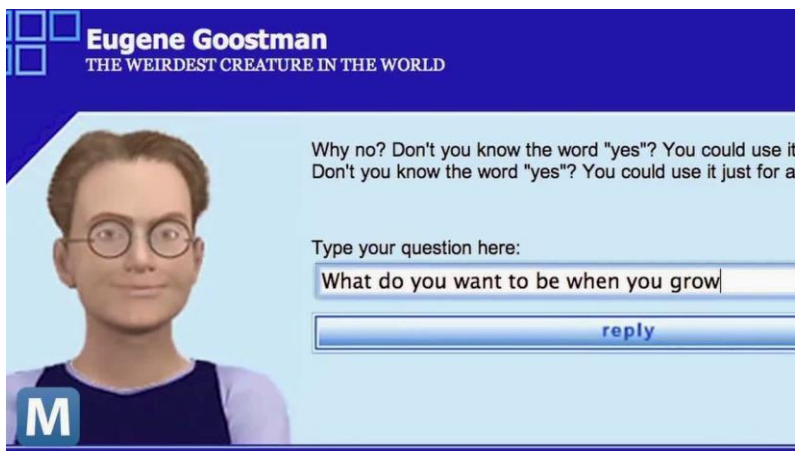 Eugene Goostman
THE WEIRDEST CREATURE IN THE WORLD
Why no? Don't you know the word "yes"? You could use it
Don't you know the word "yes"? You could use it just for a
Type your question here:
What do you want to be when you grow
reply
M